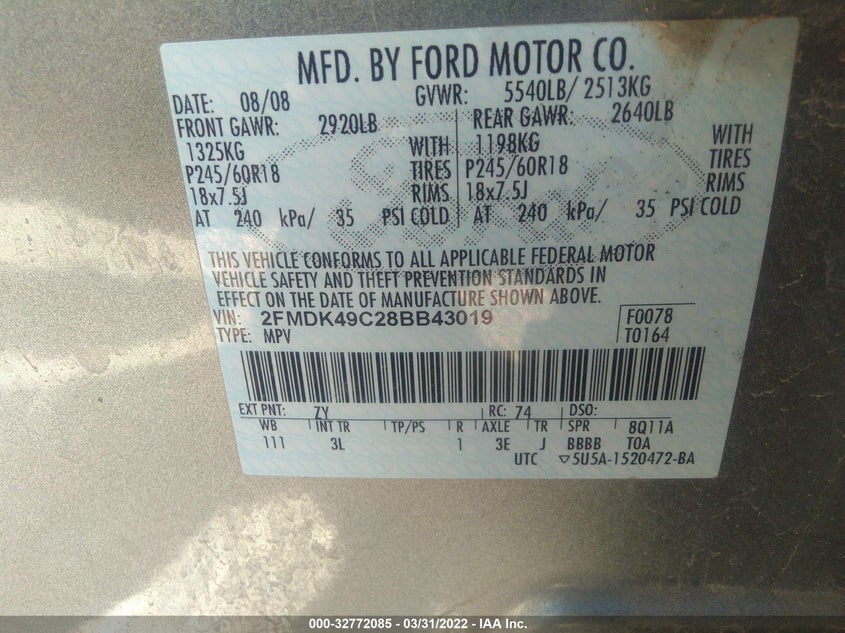 MFD. BY FORD MOTOR CO.
DATE: 08/08 GVWR: 5540LB/ 2513KG
FRONT GAWR: 2920LB REAR GAWR: 2640LB
1325KG WITH 1198KG WITH
P245/60R18 TIRES P245/60R18 TIRES
18x7.5J RIMS 18x7.5J RIMS
AT 240 kPa/ 35 PSI COLD AT 240 kPa/ 35 PSI COLD
THIS VEHICLE CONFORMS TO ALL APPLICABLE FEDERAL MOTOR
VEHICLE SAFETY AND THEFT PREVENTION STANDARDS IN
EFFECT ON THE DATE OF MANUFACTURE SHOWN ABOVE.
VIN: 2FMDK49C28BB43019 F0078
TYPE: MPV T0164
EXT PNT: ZY RC: 74 DSO:
WB INT TR TP/PS R AXLE TR SPR 8Q11A
111 3L 1 3E J BBBB TOA
UTC ▽5U5A-1520472-BA
000-32772085 - 03/31/2022 - IAA Inc.